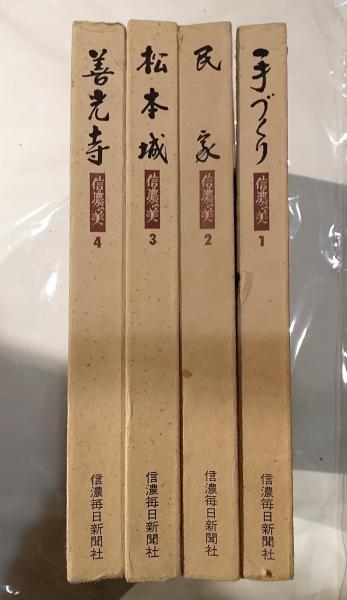 善光寺
信濃の美
4
信濃毎日新聞社
松本城
信濃の美
3
信濃毎日新聞社
民家
信濃の美
2
信濃毎日新聞社
手づくり
信濃の美
1
信濃毎日新聞社